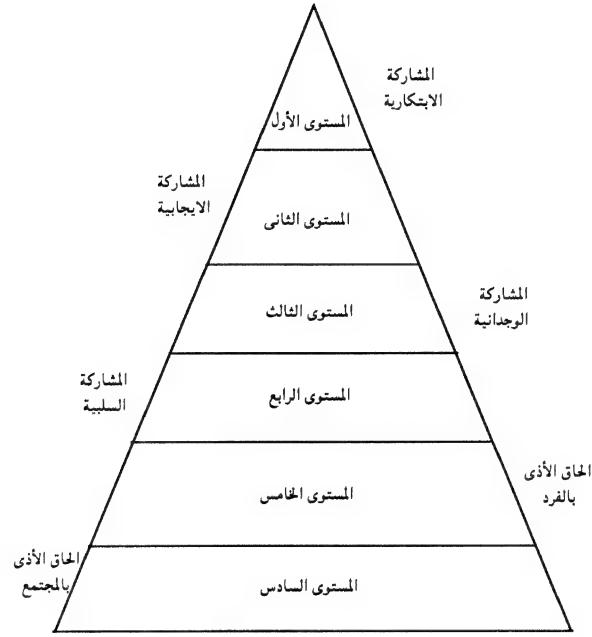 المشاركة
الابتكارية
المستوى الأول
المشاركة
الايجابية
المستوى الثانى
المشاركة
الوجدانية
المستوى الثالث
المشاركة
السلبية
المستوى الرابع
الحاق الأذى
بالفرد
المستوى الخامس
الحاق الأذى
بالمجتمع
المستوى السادس